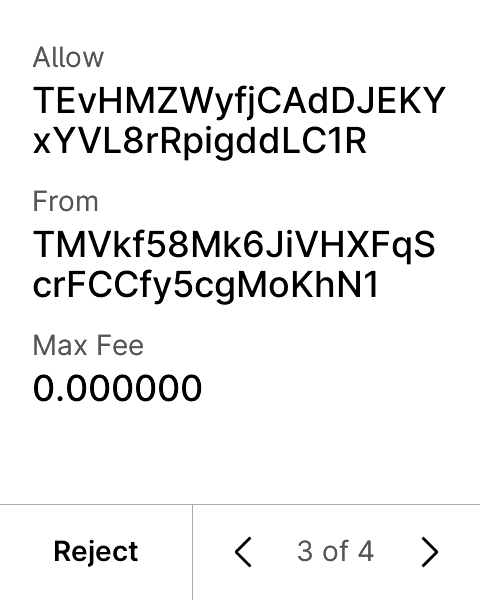 Allow
TEvHMZWyfjCAdDJEKY
xYVL8rRpigddLC1R
From
TMVkf58Mk6JiVHXFqS
crFCCfy5cgMoKhN1
Max Fee
0.000000
Reject
3 of 4